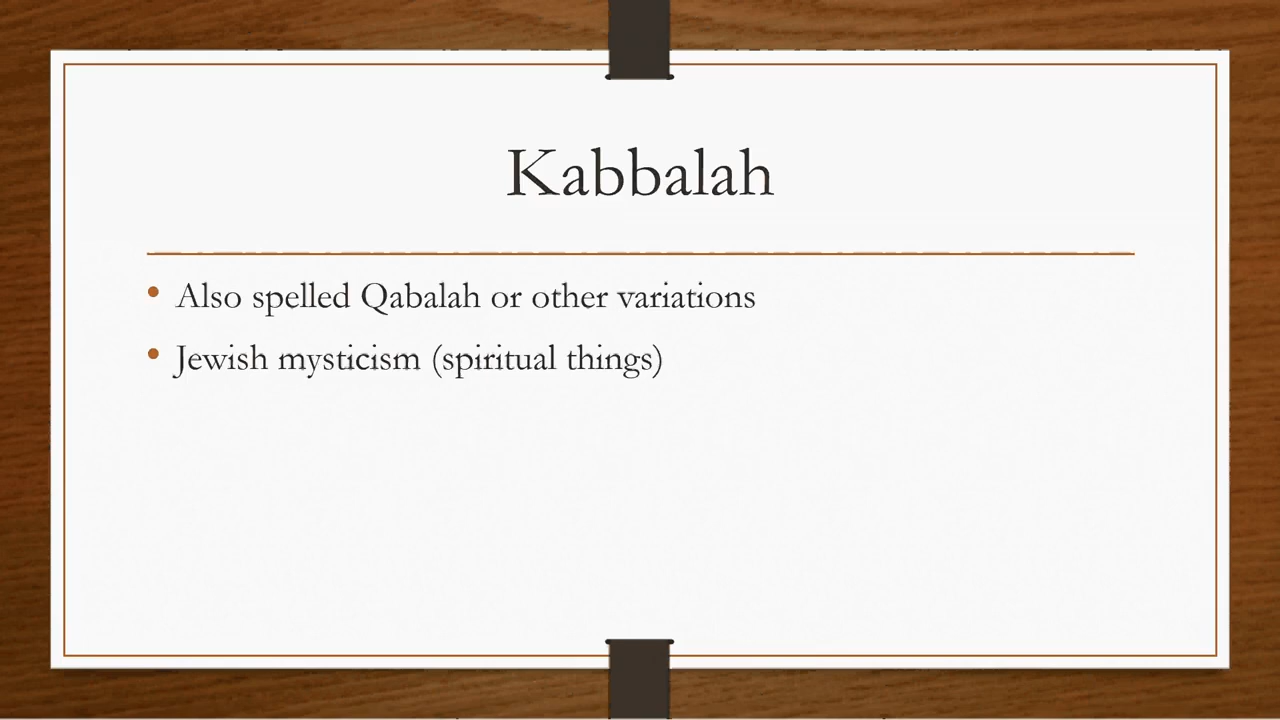 Kabbalah
• Also spelled Qabalah or other variations
• Jewish mysticism (spiritual things)